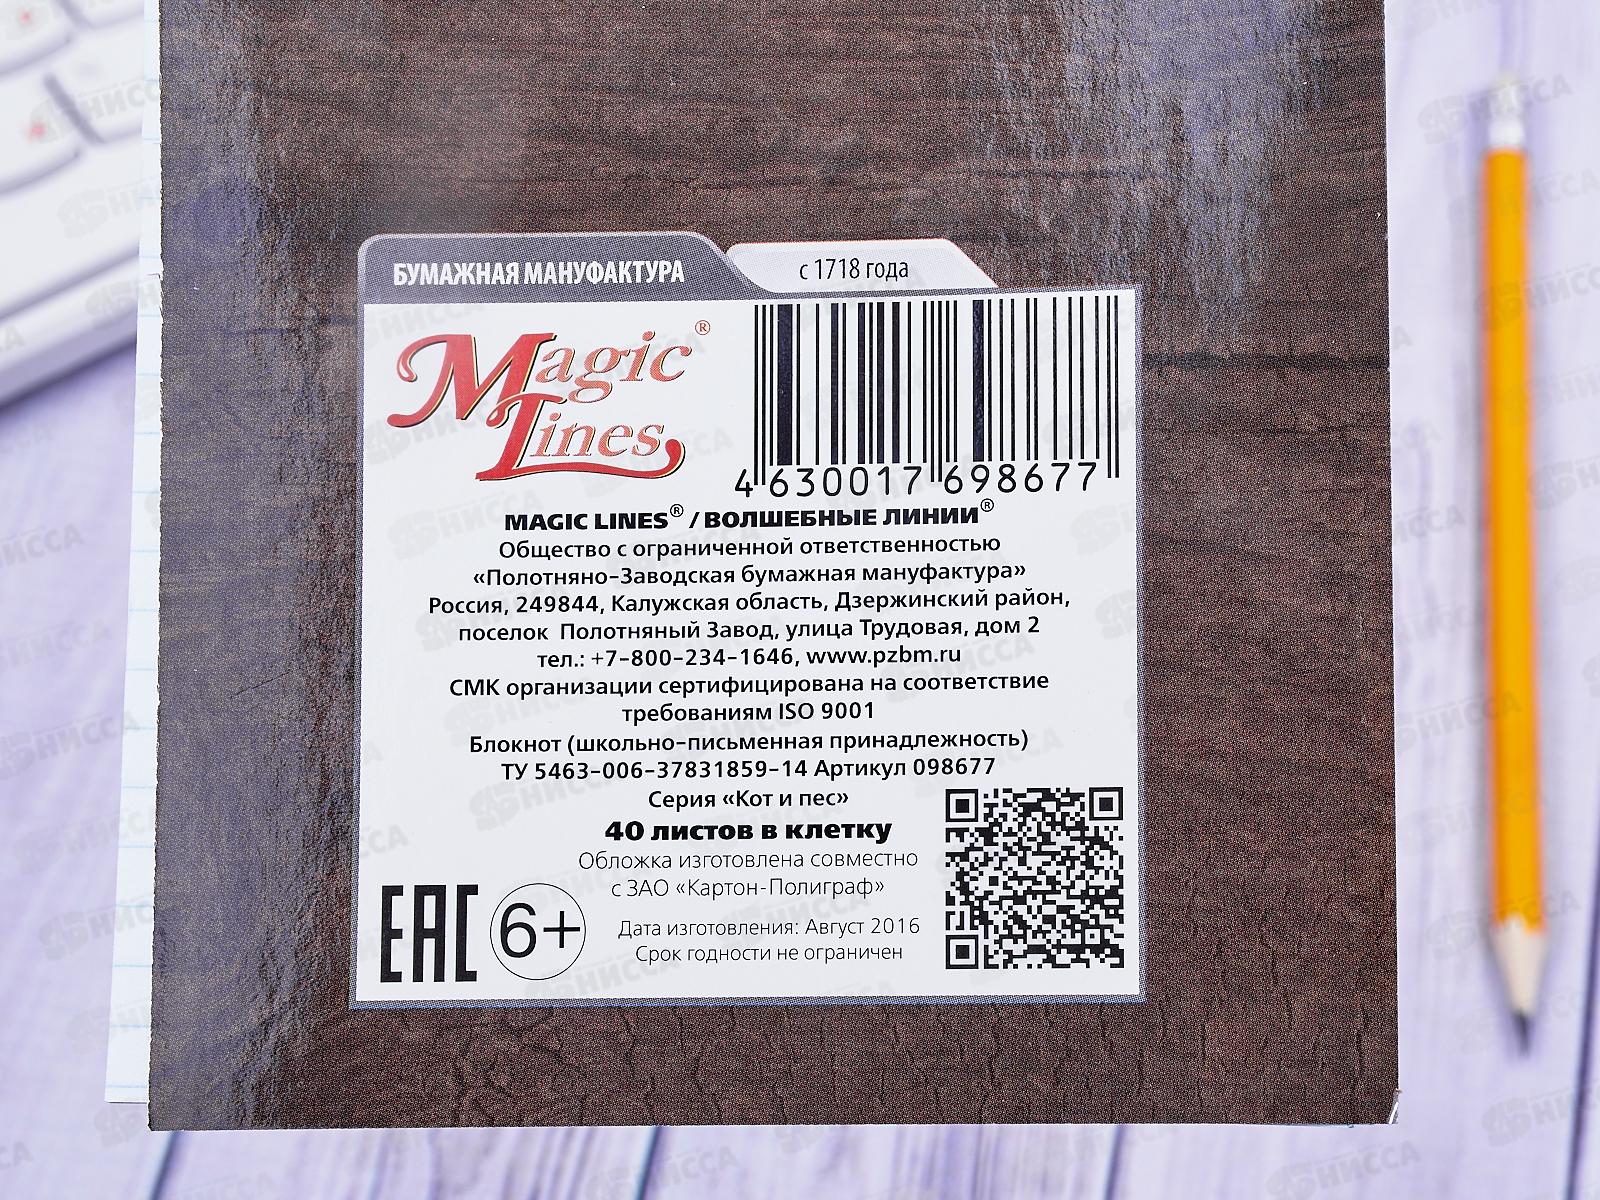 БУМАЖНАЯ МАНУФАКТУРА
с 1718 года
Magic Lines®
4 630017 698677
MAGIC LINES® / ВОЛШЕБНЫЕ ЛИНИИ®
Общество с ограниченной ответственностью
«Полотняно-Заводская бумажная мануфактура»
Россия, 249844, Калужская область, Дзержинский район,
поселок Полотняный Завод, улица Трудовая, дом 2
тел.: +7-800-234-1646, www.pzbm.ru
СМК организации сертифицирована на соответствие
требованиям ISO 9001
Блокнот (школьно-письменная принадлежность)
ТУ 5463-006-37831859-14 Артикул 098677
Серия «Кот и пес»
40 листов в клетку
Обложка изготовлена совместно
с ЗАО «Картон-Полиграф»
EAC
6+
Дата изготовления: Август 2016
Срок годности не ограничен